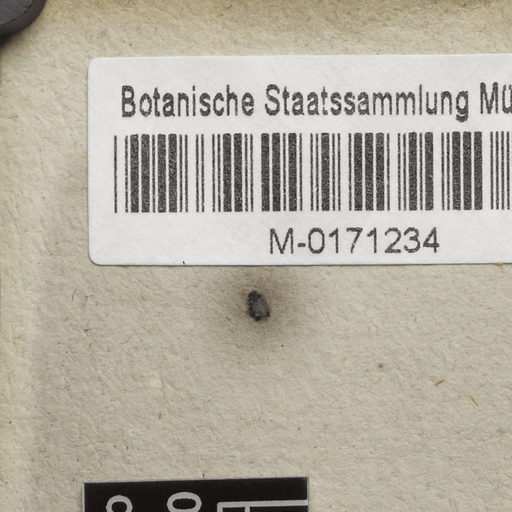 Botanische Staatssammlung Mü
M-0171234